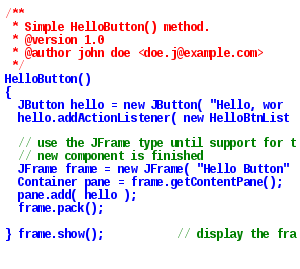 /**
 * Simple HelloButton() method.
 * @version 1.0
 * @author john doe <doe.j@example.com>
 */
HelloButton()
{
  JButton hello = new JButton( "Hello, wor
  hello.addActionListener( new HelloBtnList

  // use the JFrame type until support for t
  // new component is finished
  JFrame frame = new JFrame( "Hello Button"
  Container pane = frame.getContentPane();
  pane.add( hello );
  frame.pack();

} frame.show();           // display the fra